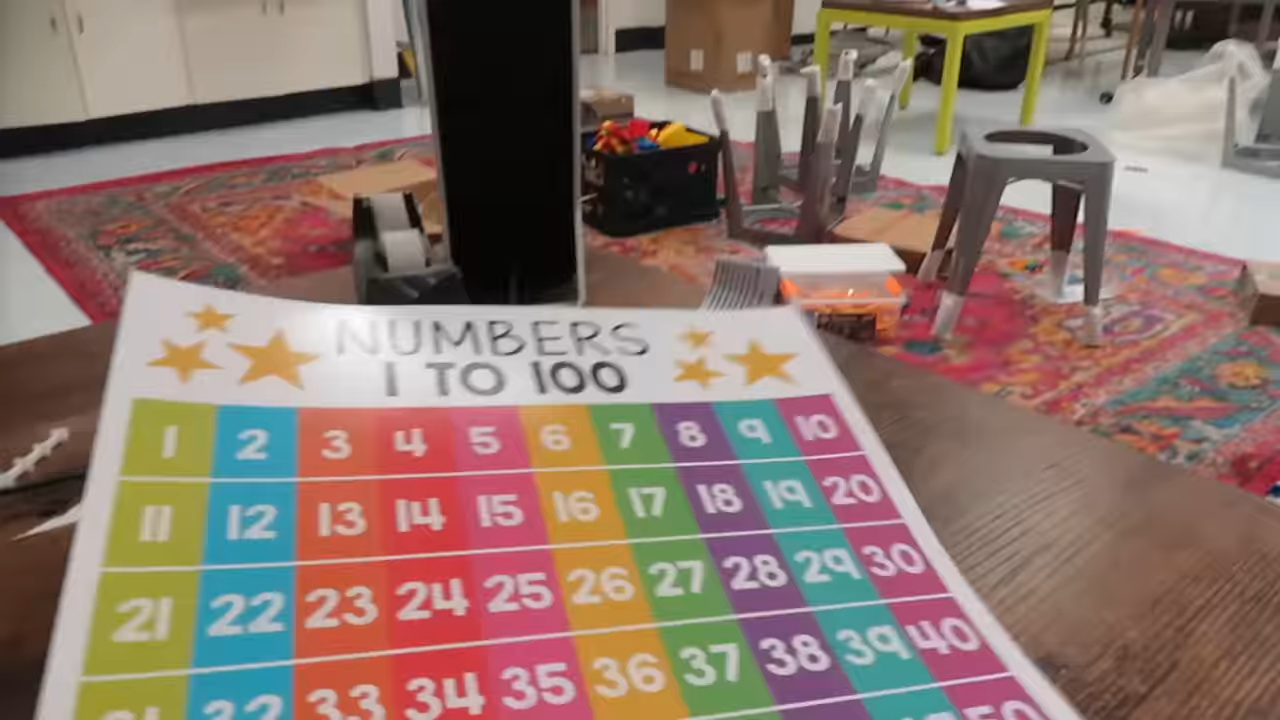 NUMBERS
1 TO 100
1 2 3 4 5 6 7 8 9 10
11 12 13 14 15 16 17 18 19 20
21 22 23 24 25 26 27 28 29 30
31 32 33 34 35 36 37 38 39 40
50